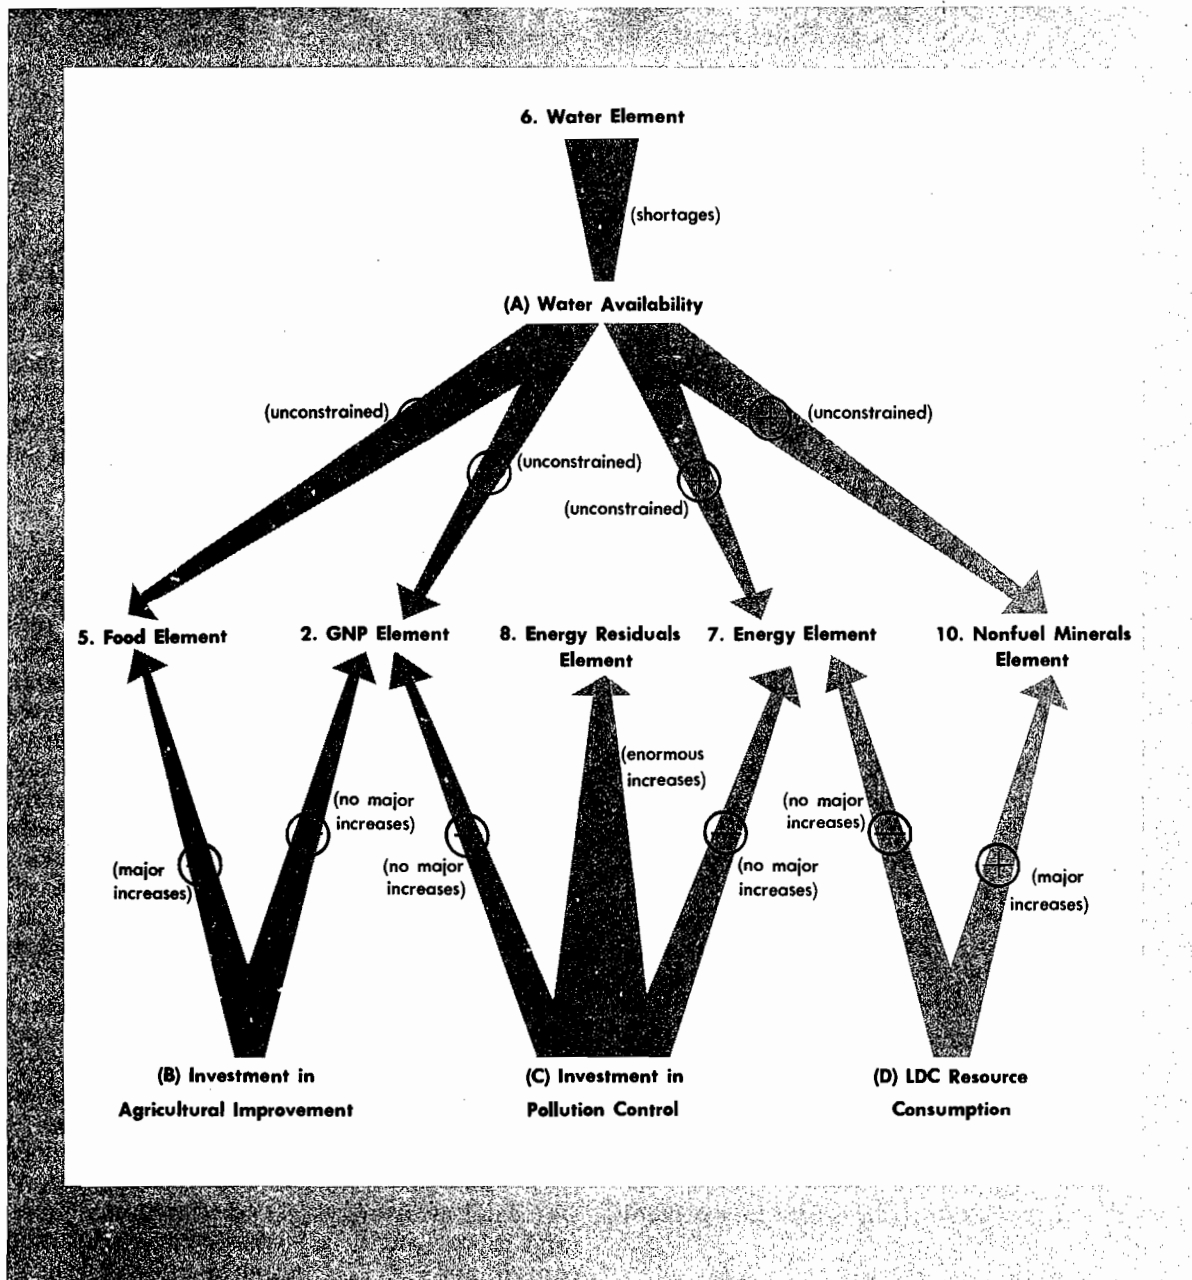 6. Water Element
(shortages)
(A) Water Availability
(unconstrained)
(unconstrained)
(unconstrained)
(unconstrained)
5. Food Element
2. GNP Element
8. Energy Residuals
Element
7. Energy Element
10. Nonfuel Minerals
Element
(enormous
increases)
(no major
increases)
(no major
increases)
(major
increases)
(no major
increases)
(no major
increases)
(major
increases)
(B) Investment in
Agricultural Improvement
(C) Investment in
Pollution Control
(D) LDC Resource
Consumption